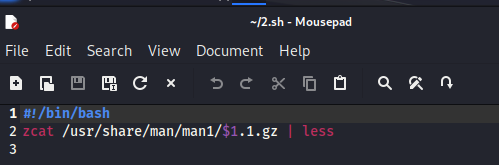 ~/2.sh - Mousepad
File Edit Search View Document Help
1 #!/bin/bash
2 zcat /usr/share/man/man1/$1.1.gz | less
3